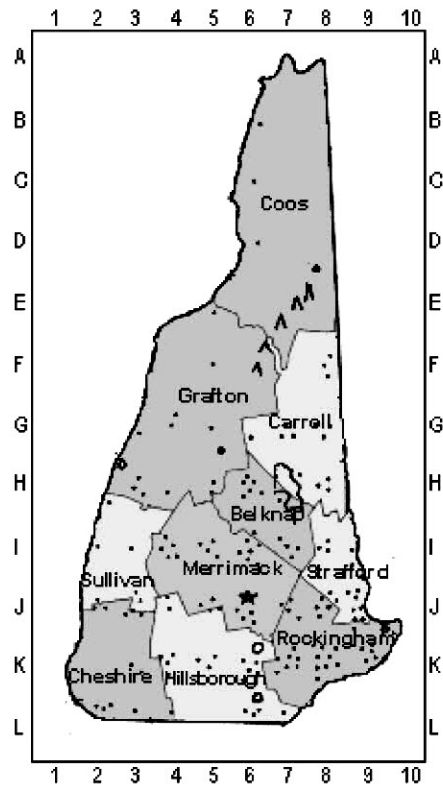 1 2 3 4 5 6 7 8 9 10
A A
B B
C C
Coos
D D
E E
F F
Grafton
G G
Carroll
H H
Belknap
I I
Merrimack
Strafford
Sullivan
J J
Rockingham
K K
Cheshire
Hillsborough
L L
1 2 3 4 5 6 7 8 9 10